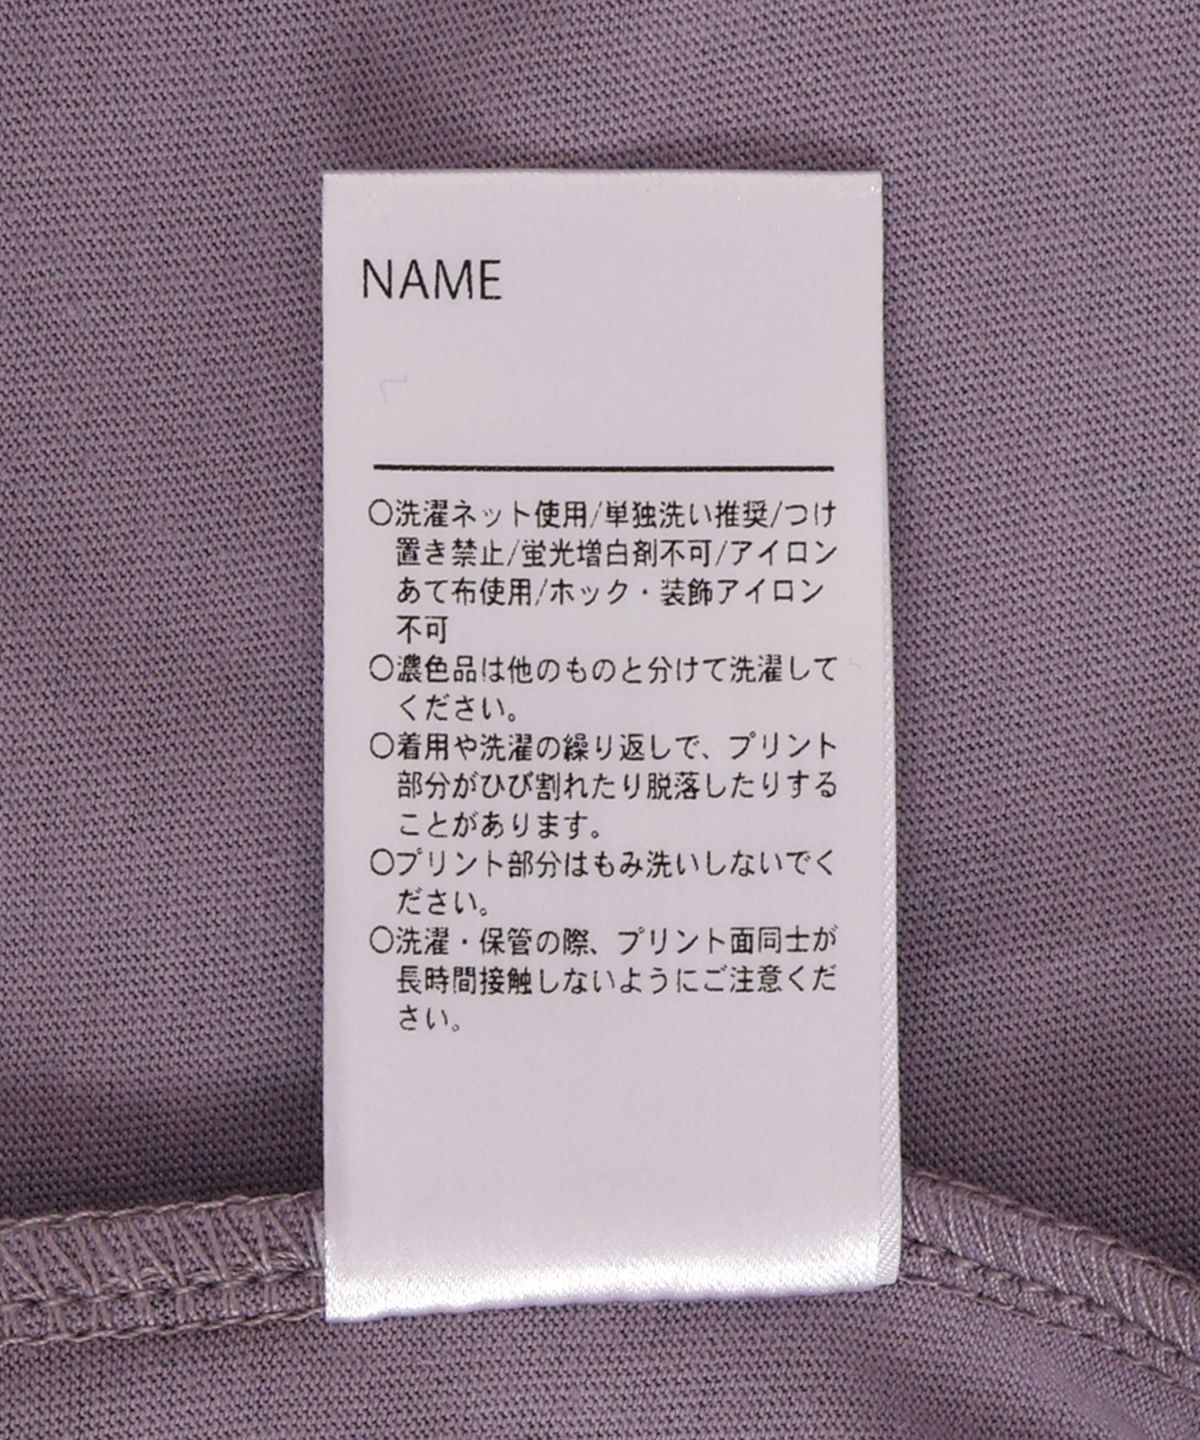 NAME
○洗濯ネット使用/単独洗い推奨/つけ
置き禁止/蛍光増白剤不可/アイロン
あて布使用/ホック・装飾アイロン
不可
○濃色品は他のものと分けて洗濯して
ください。
○着用や洗濯の繰り返しで、プリント
部分がひび割れたり脱落したりする
ことがあります。
○プリント部分はもみ洗いしないでく
ださい。
○洗濯・保管の際、プリント面同士が
長時間接触しないようにご注意くだ
さい。